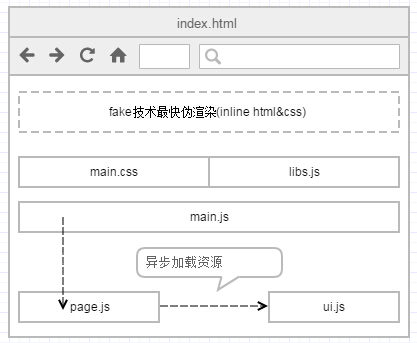 index.html
fake技术最快伪渲染(inline html&css)
main.css
libs.js
main.js
异步加载资源
page.js
ui.js